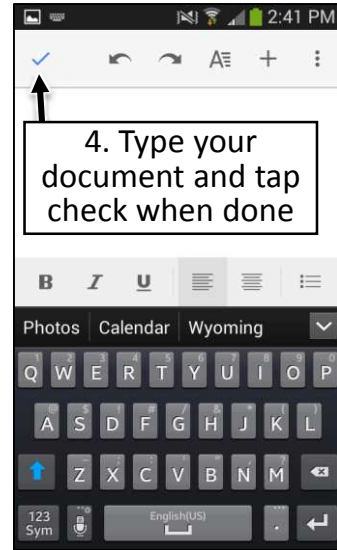 2:41 PM
4. Type your
document and tap
check when done
B I U
Photos Calendar Wyoming
Q W E R T Y U I O P
A S D F G H J K L
Z X C V B N M
123 English(US) .
Sym